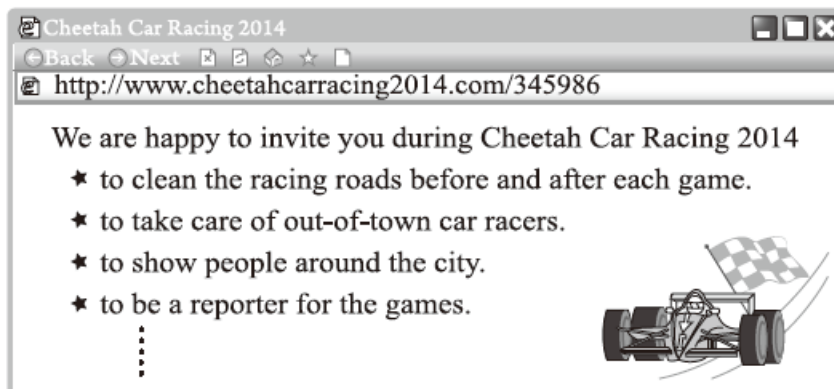 Cheetah Car Racing 2014
Back Next
http://www.cheetahcarracing2014.com/345986
We are happy to invite you during Cheetah Car Racing 2014
★ to clean the racing roads before and after each game.
★ to take care of out-of-town car racers.
★ to show people around the city.
★ to be a reporter for the games.